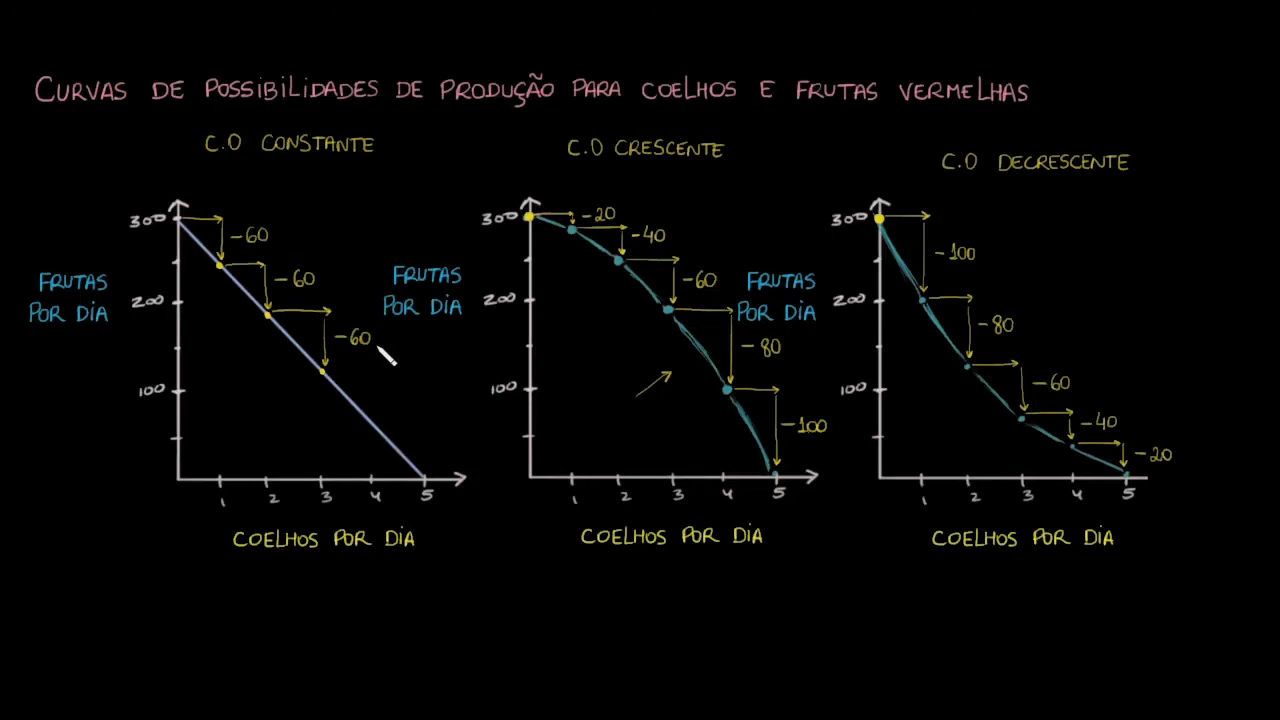 CURVAS DE POSSIBILIDADES DE PRODUÇÃO PARA COELHOS E FRUTAS VERMELHAS
C.O CONSTANTE
300
200
100
-60
-60
-60
FRUTAS
POR DIA
1 2 3 4 5
COELHOS POR DIA
C.O CRESCENTE
300
200
100
-20
-40
-60
-80
-100
FRUTAS
POR DIA
1 2 3 4 5
COELHOS POR DIA
C.O DECRESCENTE
300
200
100
-100
-80
-60
-40
-20
FRUTAS
POR DIA
1 2 3 4 5
COELHOS POR DIA